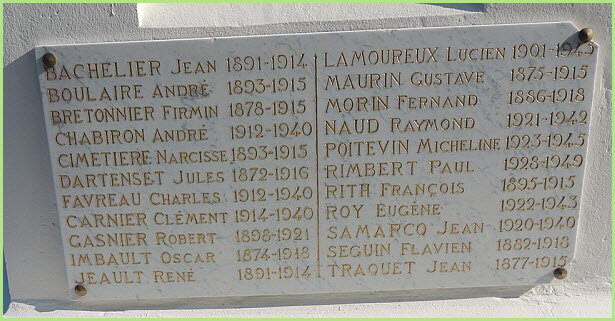 BACHELIER JEAN 1891-1914
BOULAIRE ANDRÉ 1893-1915
BRETONNIER FIRMIN 1878-1915
CHABIRON ANDRÉ 1912-1940
CIMETIERE NARCISSE 1893-1915
DARTENSET JULES 1872-1916
FAVREAU CHARLES 1912-1940
GARNIER CLÉMENT 1914-1940
GASNIER ROBERT 1898-1921
IMBAULT OSCAR 1874-1918
JEAULT RENÉ 1891-1914
LAMOUREUX LUCIEN 1901-1945
MAURIN GUSTAVE 1875-1915
MORIN FERNAND 1886-1918
NAUD RAYMOND 1921-1942
POITEVIN MICHELINE 1923-1945
RIMBERT PAUL 1928-1949
RITH FRANÇOIS 1893-1915
ROY EUGÈNE 1922-1943
SAMARCQ JEAN 1920-1940
SEGUIN FLAVIEN 1882-1918
TRAQUET JEAN 1877-1915